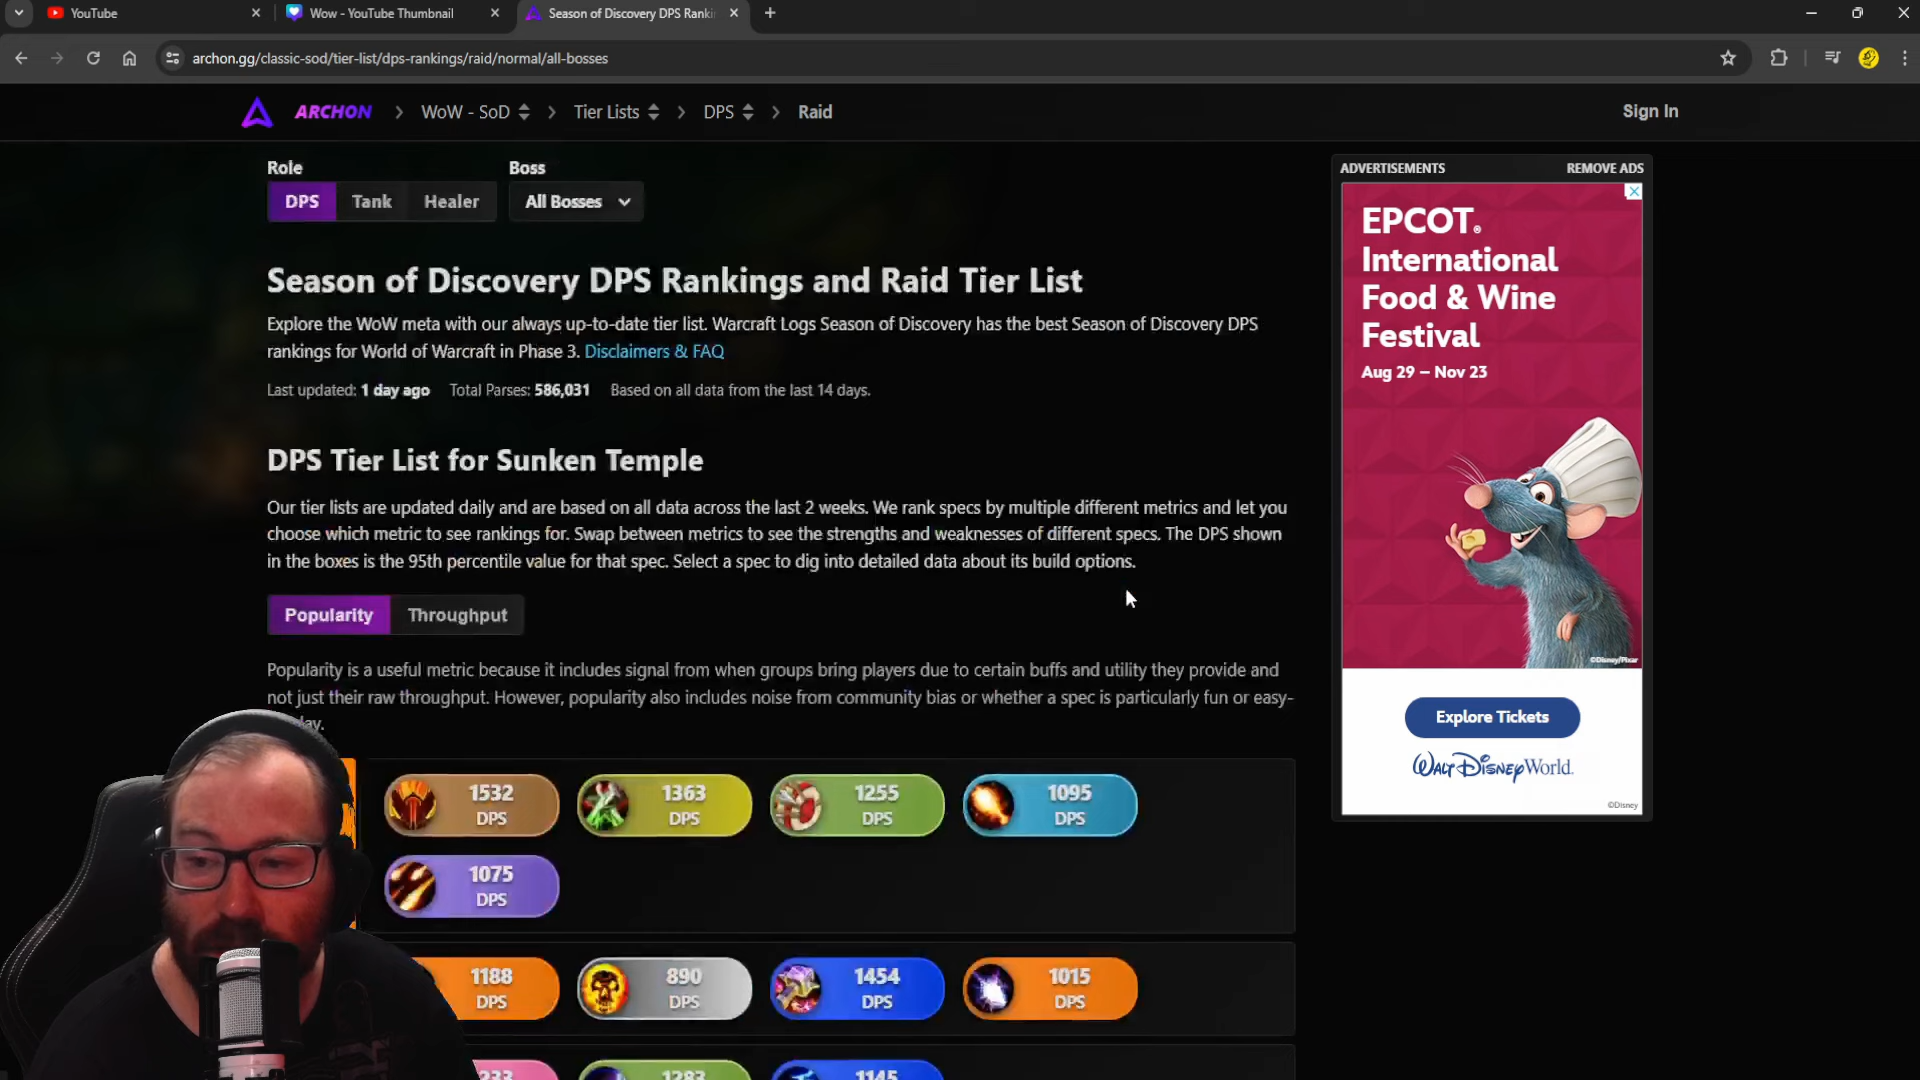 YouTube
Wow - YouTube Thumbnail
Season of Discovery DPS Ranki
archon.gg/classic-sod/tier-list/dps-rankings/raid/normal/all-bosses
ARCHON > WoW - SoD > Tier Lists > DPS > Raid
Sign In
Role
Boss
DPS Tank Healer
All Bosses
Season of Discovery DPS Rankings and Raid Tier List
Explore the WoW meta with our always up-to-date tier list. Warcraft Logs Season of Discovery has the best Season of Discovery DPS
rankings for World of Warcraft in Phase 3. Disclaimers & FAQ
Last updated: 1 day ago Total Parses: 586,031 Based on all data from the last 14 days.
DPS Tier List for Sunken Temple
Our tier lists are updated daily and are based on all data across the last 2 weeks. We rank specs by multiple different metrics and let you
choose which metric to see rankings for. Swap between metrics to see the strengths and weaknesses of different specs. The DPS shown
in the boxes is the 95th percentile value for that spec. Select a spec to dig into detailed data about its build options.
Popularity Throughput
Popularity is a useful metric because it includes signal from when groups bring players due to certain buffs and utility they provide and
not just their raw throughput. However, popularity also includes noise from community bias or whether a spec is particularly fun or easy-
ay.
1532 1363 1255 1095
DPS DPS DPS DPS
1075
DPS
1188 890 1454 1015
DPS DPS DPS DPS
233 1283 1145
ADVERTISEMENTS REMOVE ADS
EPCOT®
International
Food & Wine
Festival
Aug 29 – Nov 23
©Disney/Pixar
Explore Tickets
Walt Disney World.
©Disney